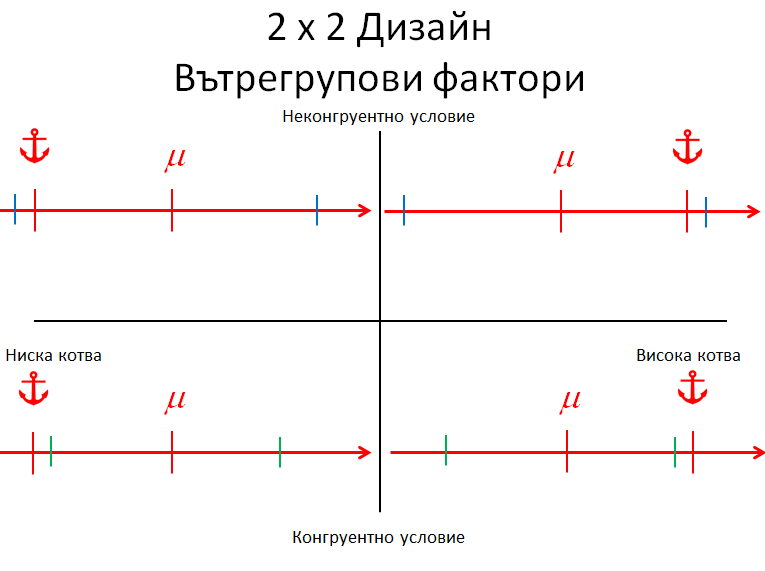 2 x 2 Дизайн
Вътрегрупови фактори
Неконгруентно условие
μ
μ
Ниска котва
Висока котва
μ
μ
Конгруентно условие